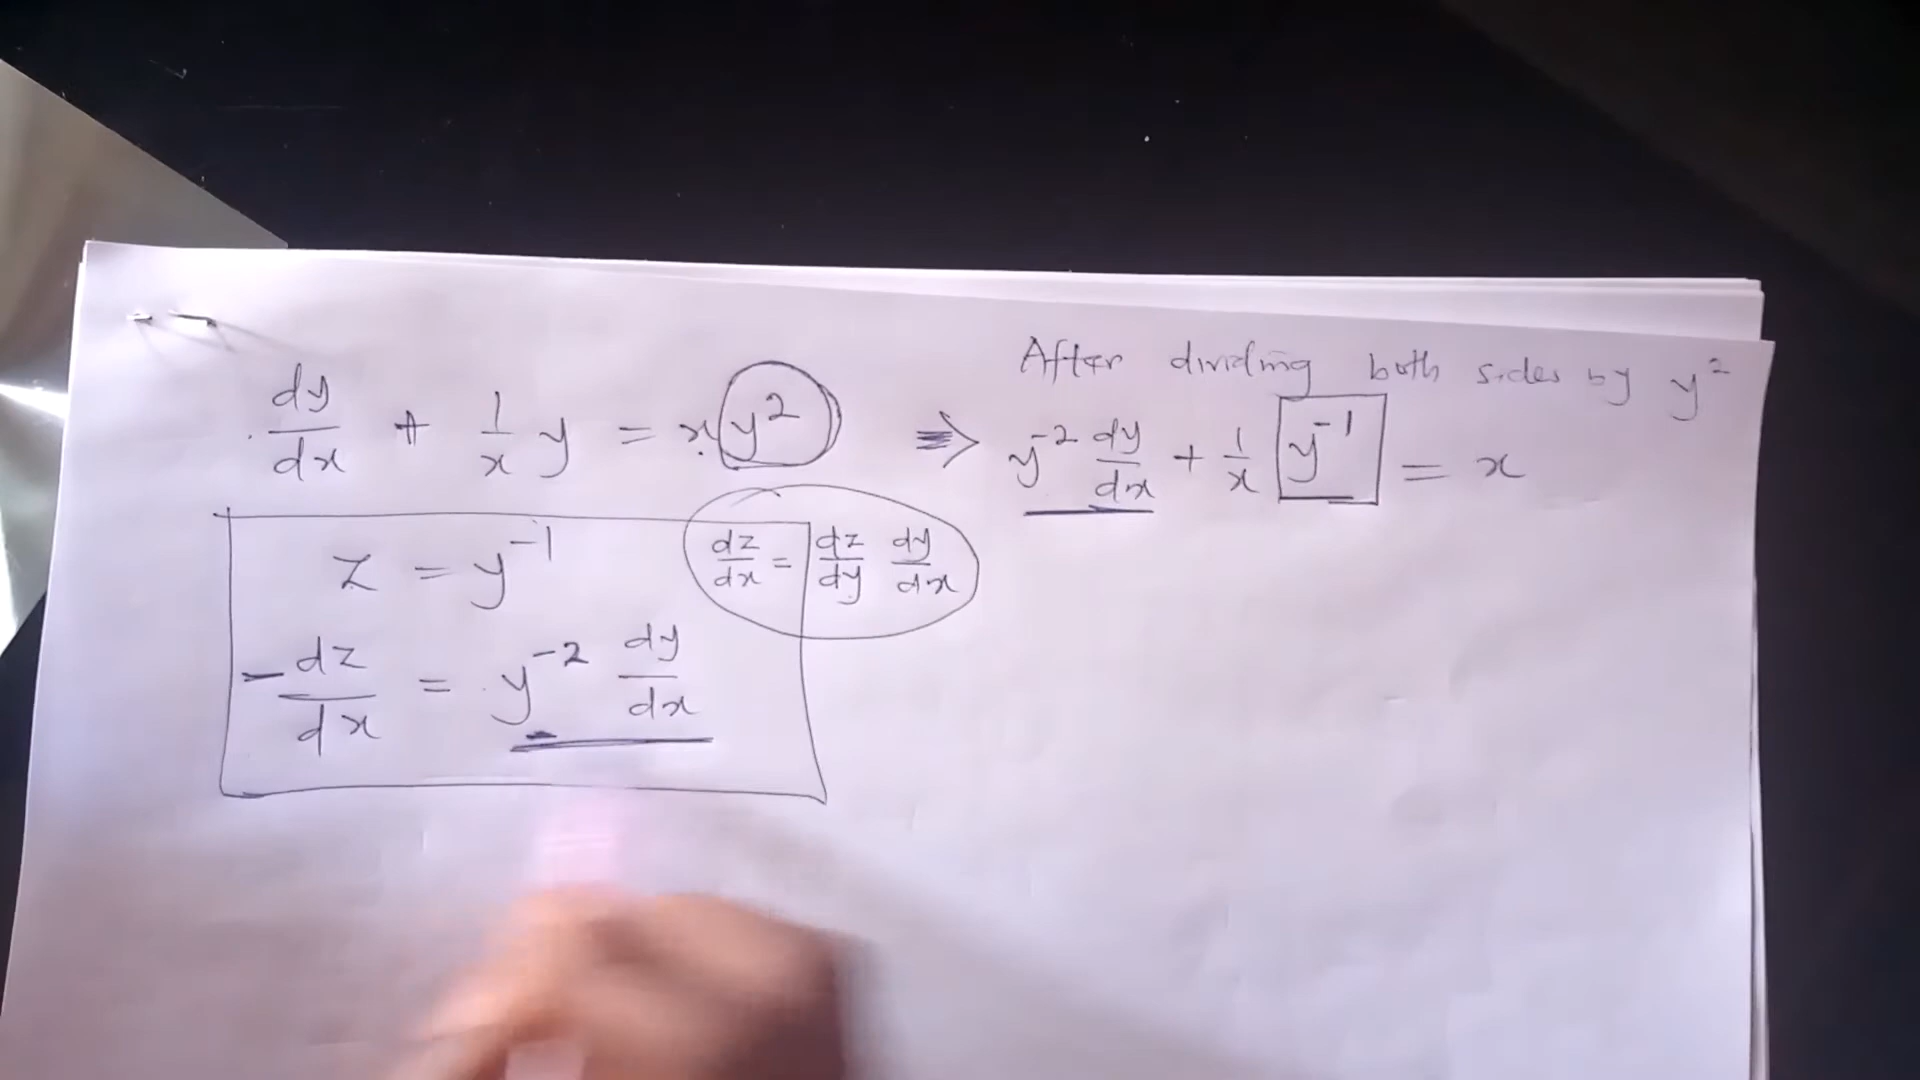 dy/dx + 1/x y = x y² ⇒
After dividing both sides by y²
y⁻² dy/dx + 1/x y⁻¹ = x
z = y⁻¹
dz/dx = dz/dy dy/dx
-dz/dx = y⁻² dy/dx